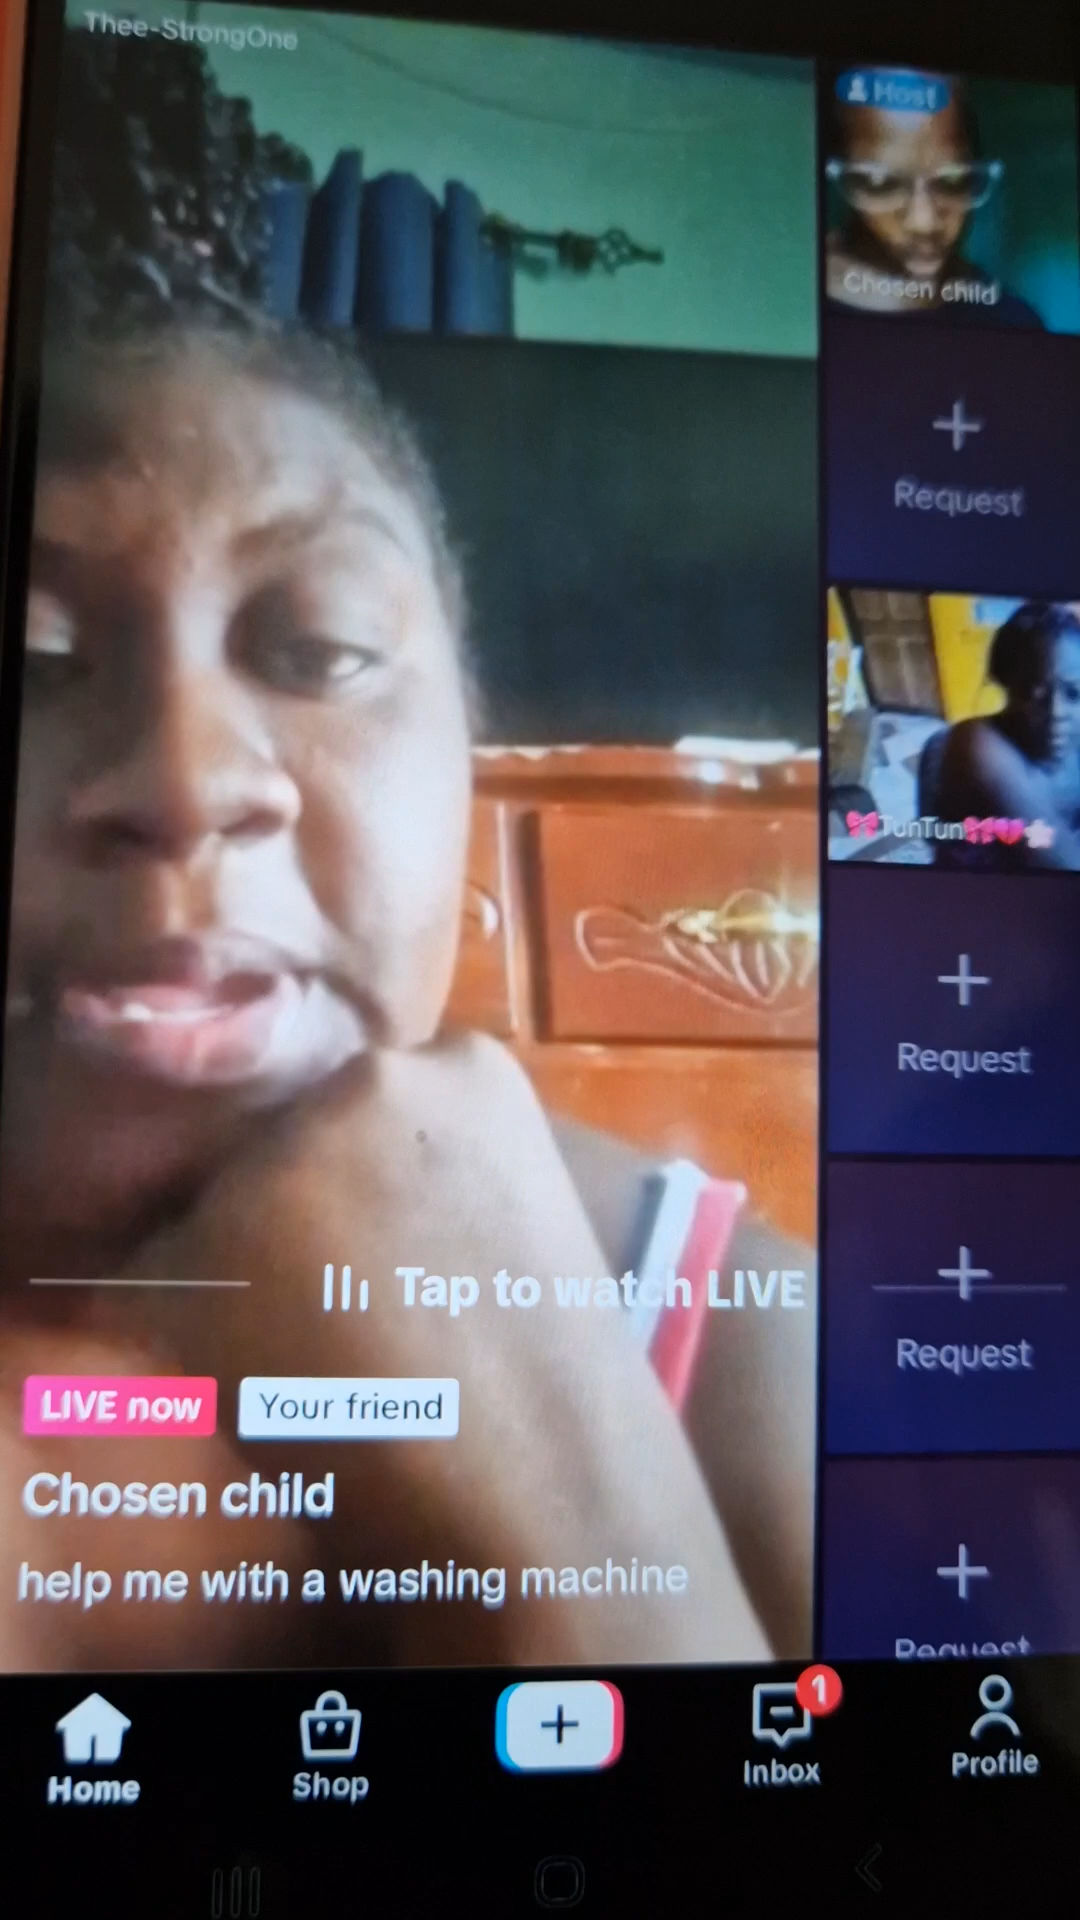 Thee-StrongOne
Host
Chosen child
Request
TunTun
Request
Request
Request
Tap to watch LIVE
LIVE now
Your friend
Chosen child
help me with a washing machine
Home
Shop
1
Inbox
Profile